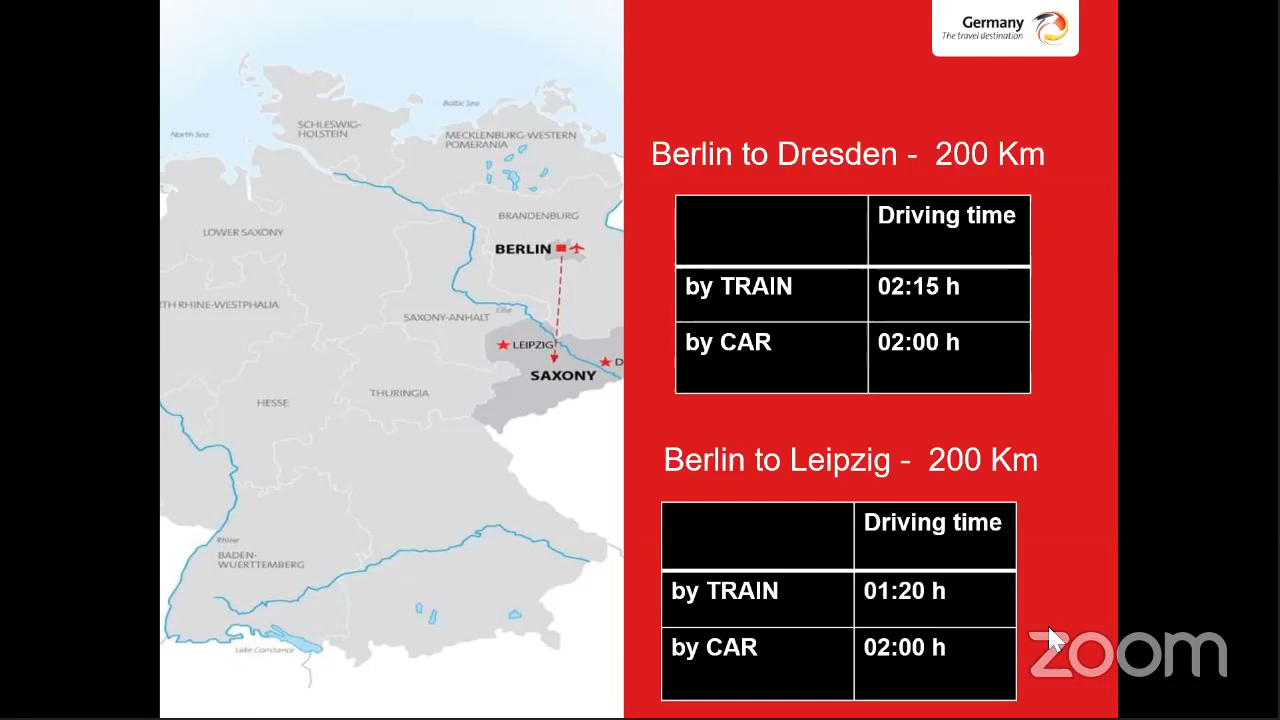 Germany
The travel destination
Baltic Sea
North Sea
SCHLESWIG-
HOLSTEIN
MECKLENBURG-WESTERN
POMERANIA
BRANDENBURG
LOWER SAXONY
BERLIN
TH RHINE-WESTPHALIA
SAXONY-ANHALT
Elbe
LEIPZIG
D
SAXONY
HESSE
THURINGIA
Rhine
BADEN-
WUERTTEMBERG
Lake Constance
Berlin to Dresden - 200 Km
Driving time
by TRAIN 02:15 h
by CAR 02:00 h
Berlin to Leipzig - 200 Km
Driving time
by TRAIN 01:20 h
by CAR 02:00 h
zoom